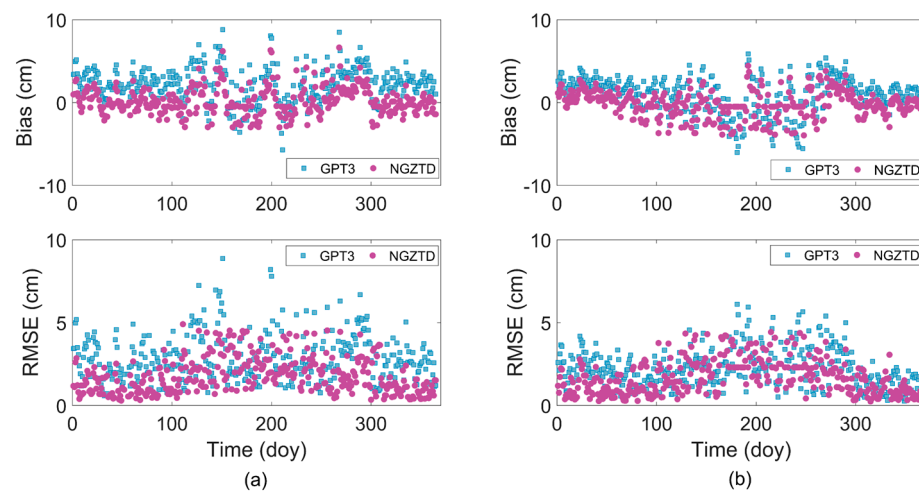 10
Bias (cm)
0
-10
GPT3 NGZTD
0 100 200 300
10
RMSE (cm)
5
0
GPT3 NGZTD
0 100 200 300
Time (doy)
(a)
10
Bias (cm)
0
-10
GPT3 NGZTD
0 100 200 300
10
RMSE (cm)
5
0
GPT3 NGZTD
0 100 200 300
Time (doy)
(b)